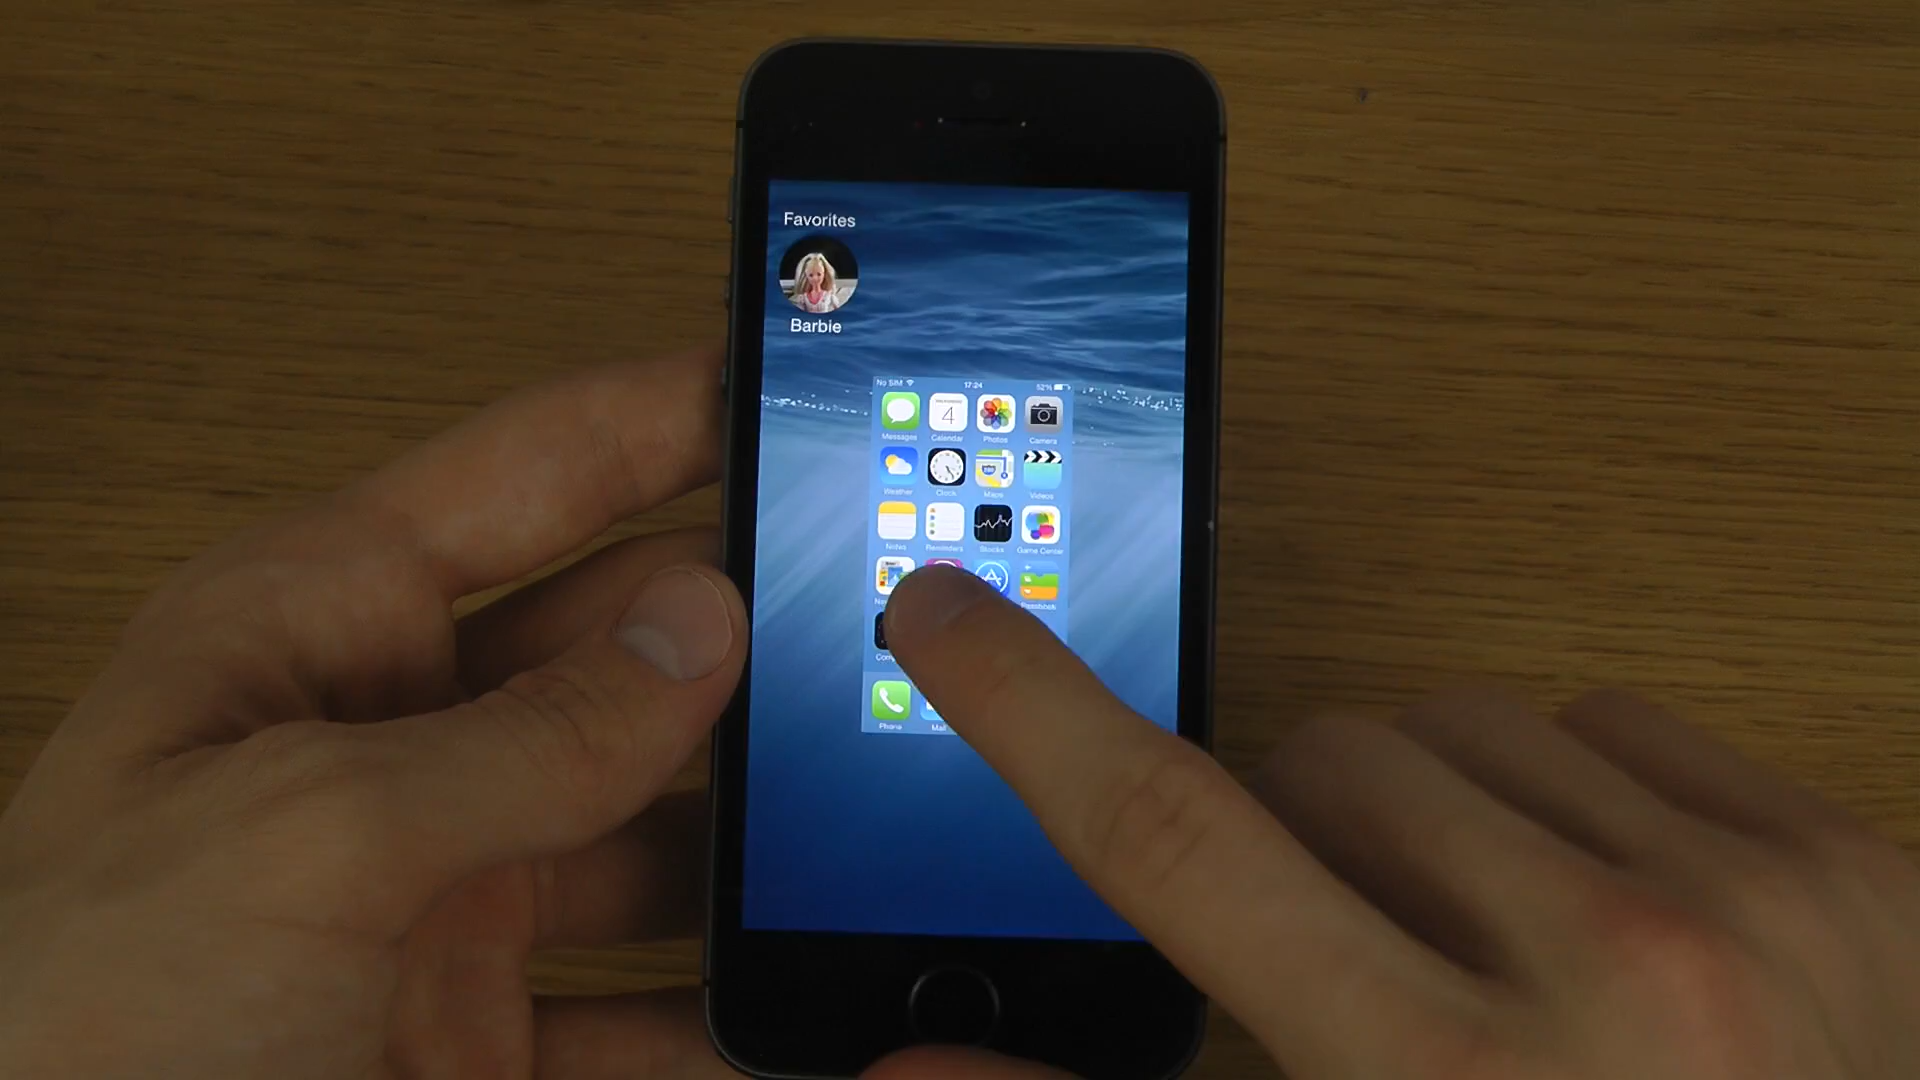 Favorites
Barbie
No SIM 17:24 52%
4
Messages Calendar Photos Camera
Weather Clock Maps Videos
280
Notes Reminders Stocks Game Center
Passbook
Phone Mail